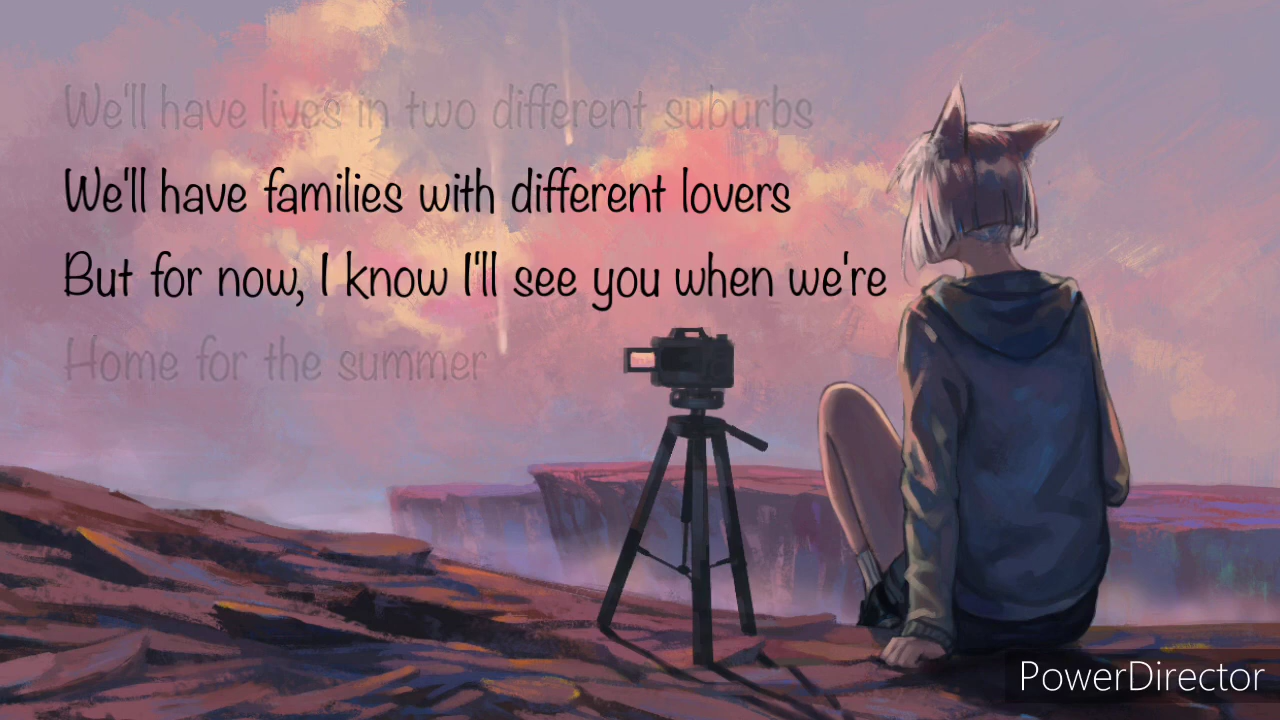 We'll have lives in two different suburbs
We'll have families with different lovers
But for now, I know I'll see you when we're
Home for the summer
PowerDirector